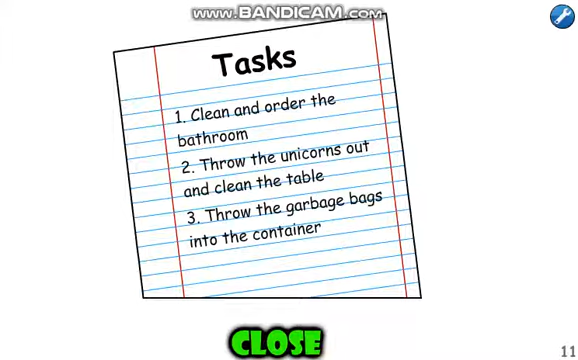 www.BANDICAM.com
Tasks
1. Clean and order the
bathroom
2. Throw the unicorns out
and clean the table
3. Throw the garbage bags
into the container
CLOSE
11